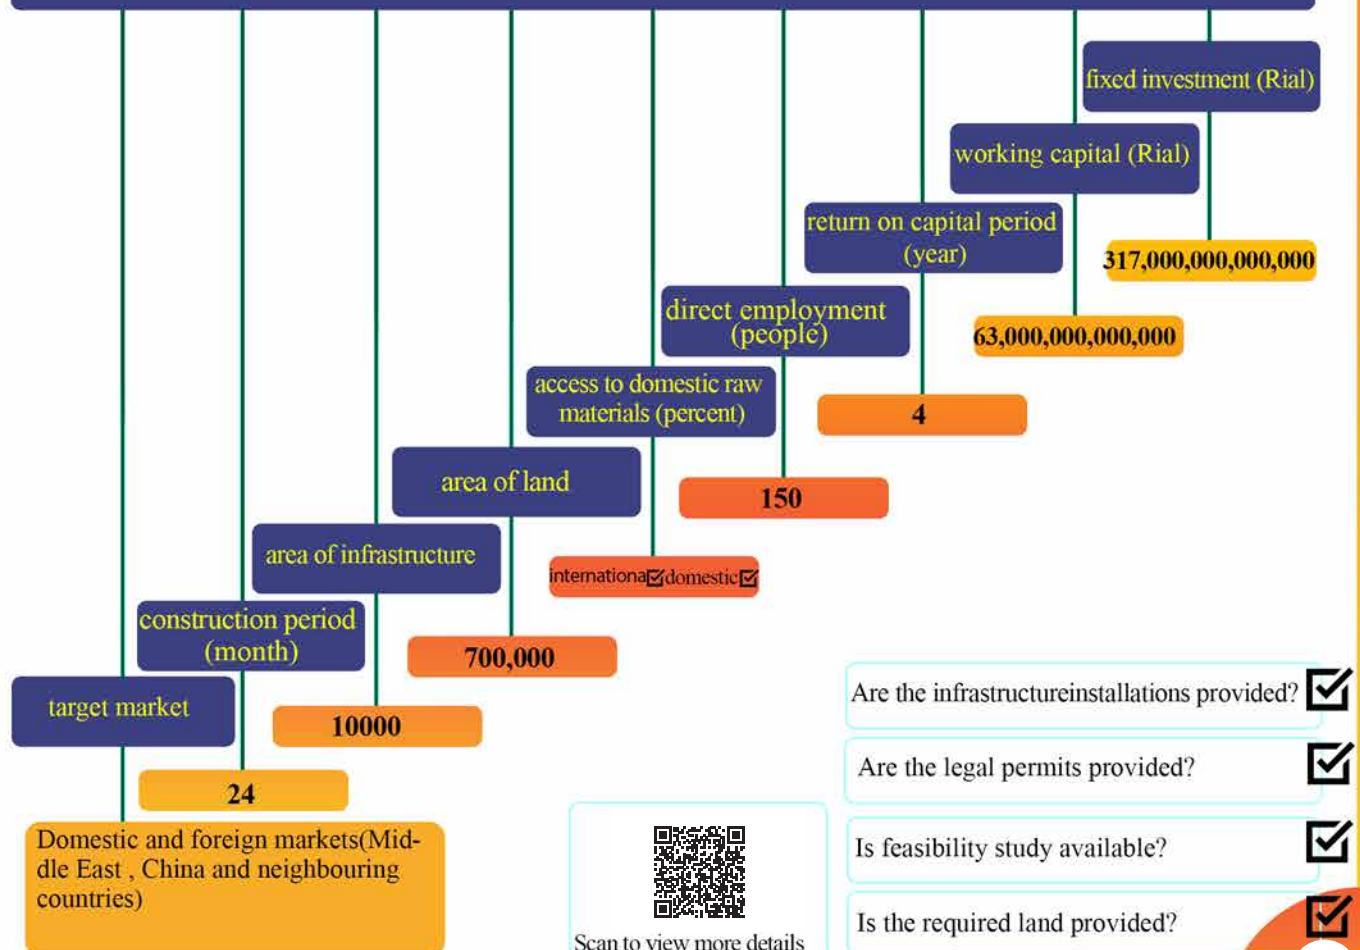 fixed investment (Rial)
317,000,000,000,000
working capital (Rial)
63,000,000,000,000
return on capital period
(year)
4
direct employment
(people)
150
access to domestic raw
materials (percent)
internationa☑domestic☑
area of land
700,000
area of infrastructure
10000
construction period
(month)
24
target market
Domestic and foreign markets(Mid-
dle East , China and neighbouring
countries)
Scan to view more details
Are the infrastructureinstallations provided? ☑
Are the legal permits provided? ☑
Is feasibility study available? ☑
Is the required land provided? ☑